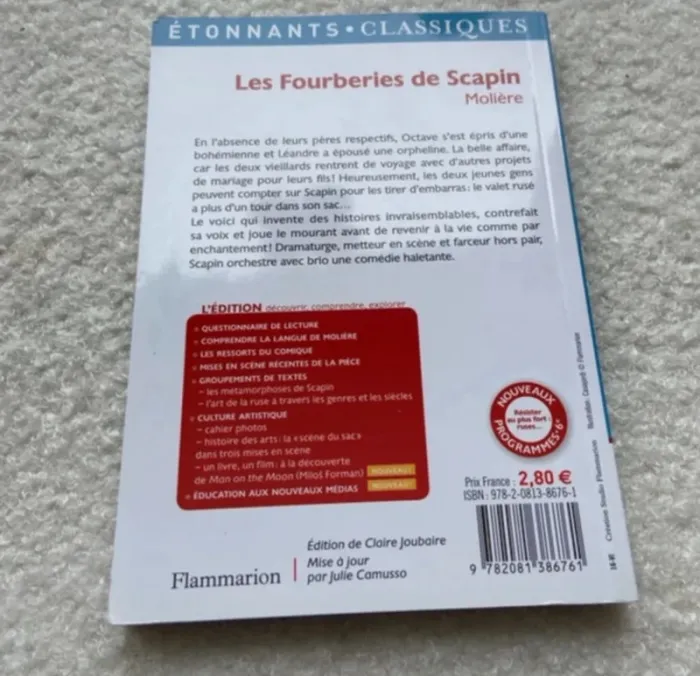 ÉTONNANTS • CLASSIQUES
Les Fourberies de Scapin
Molière
En l'absence de leurs pères respectifs, Octave s'est épris d'une
bohémienne et Léandre a épousé une orpheline. La belle affaire,
car les deux vieillards rentrent de voyage avec d'autres projets
de mariage pour leurs fils! Heureusement, les deux jeunes gens
peuvent compter sur Scapin pour les tirer d'embarras: le valet rusé
a plus d'un tour dans son sac...
Le voici qui invente des histoires invraisemblables, contrefait
sa voix et joue le mourant avant de revenir à la vie comme par
enchantement! Dramaturge, metteur en scène et farceur hors pair,
Scapin orchestre avec brio une comédie haletante.
L'ÉDITION découvrir, comprendre, explorer
• QUESTIONNAIRE DE LECTURE
• COMPRENDRE LA LANGUE DE MOLIÈRE
• LES RESSORTS DU COMIQUE
• MISES EN SCÈNE RÉCENTES DE LA PIÈCE
• GROUPEMENTS DE TEXTES
– les métamorphoses de Scapin
– l'art de la ruse à travers les genres et les siècles
• CULTURE ARTISTIQUE
– cahier photos
– histoire des arts: la «scène du sac»
dans trois mises en scène
– un livre, un film: à la découverte
de Man on the Moon (Miloš Forman) NOUVEAU!
• ÉDUCATION AUX NOUVEAUX MÉDIAS NOUVEAU!
NOUVEAUX
Résister
au plus fort:
ruses...
PROGRAMMES • 6e
Prix France: 2,80 €
ISBN: 978-2-0813-8676-1
9 782081 386761
Édition de Claire Joubaire
Mise à jour
par Julie Camusso
Flammarion
Création Studio Flammarion
Flammarion